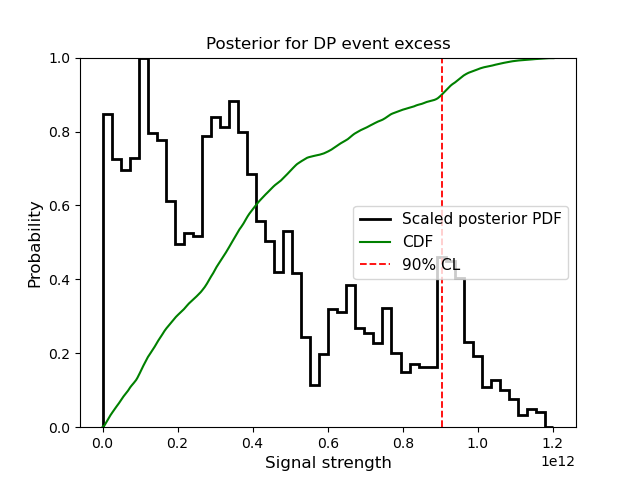 Posterior for DP event excess
Probability
1.0
0.8
0.6
0.4
0.2
0.0
Scaled posterior PDF
CDF
90% CL
0.0 0.2 0.4 0.6 0.8 1.0 1.2
1e12
Signal strength